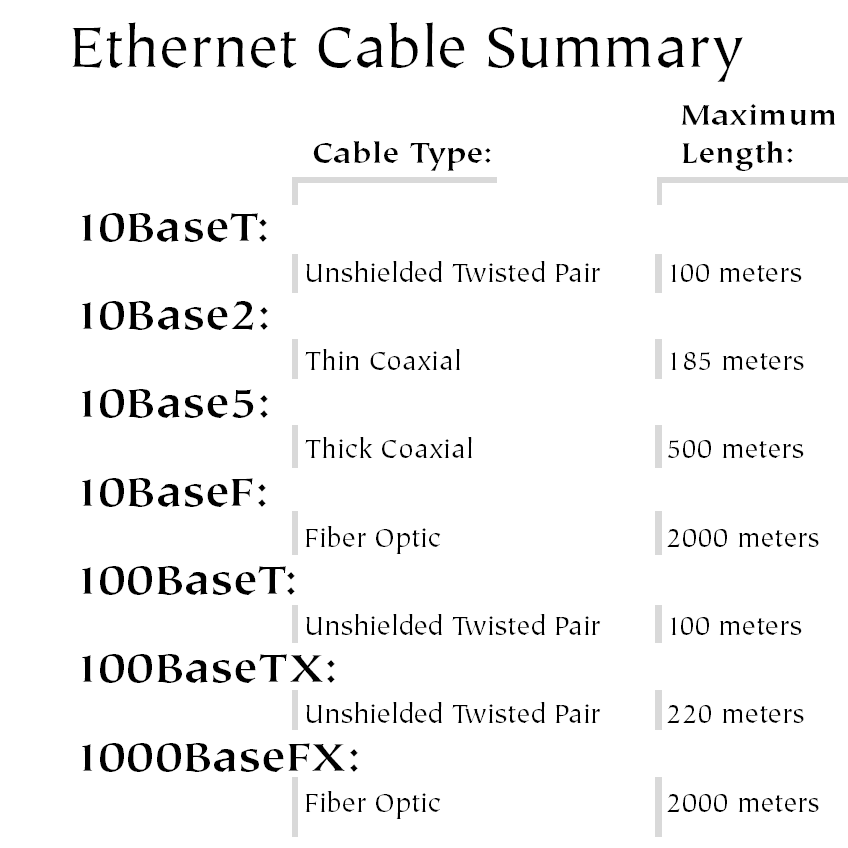 Ethernet Cable Summary
Cable Type:
Maximum
Length:
10BaseT:
Unshielded Twisted Pair 100 meters
10Base2:
Thin Coaxial 185 meters
10Base5:
Thick Coaxial 500 meters
10BaseF:
Fiber Optic 2000 meters
100BaseT:
Unshielded Twisted Pair 100 meters
100BaseTX:
Unshielded Twisted Pair 220 meters
1000BaseFX:
Fiber Optic 2000 meters